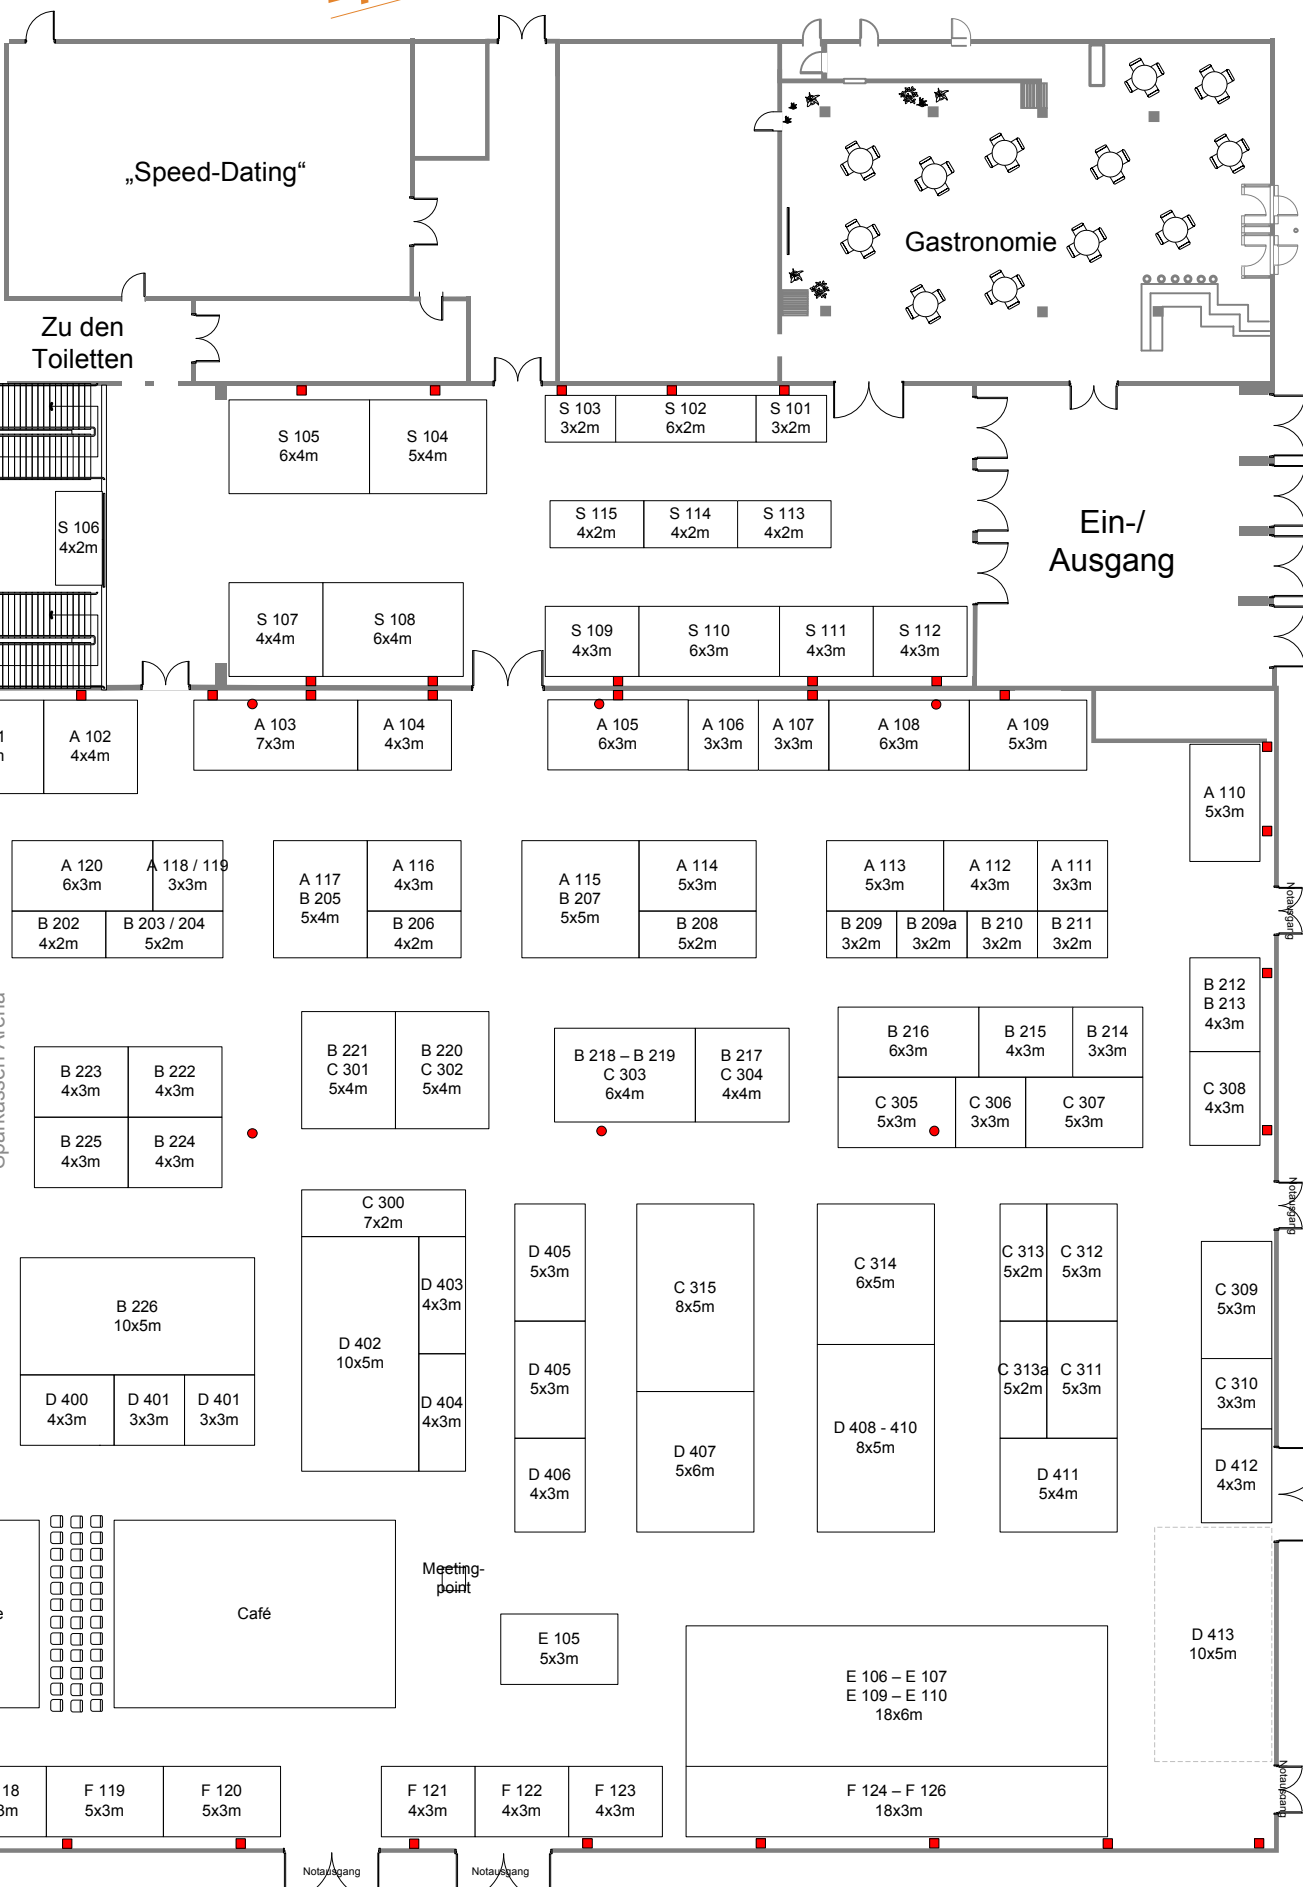 „Speed-Dating“
Gastronomie
Zu den
Toiletten
S 105
6x4m
S 104
5x4m
S 103
3x2m
S 102
6x2m
S 101
3x2m
S 106
4x2m
S 115
4x2m
S 114
4x2m
S 113
4x2m
Ein-/
Ausgang
S 107
4x4m
S 108
6x4m
S 109
4x3m
S 110
6x3m
S 111
4x3m
S 112
4x3m
A 102
4x4m
A 103
7x3m
A 104
4x3m
A 105
6x3m
A 106
3x3m
A 107
3x3m
A 108
6x3m
A 109
5x3m
A 110
5x3m
A 120
6x3m
A 118 / 119
3x3m
B 202
4x2m
B 203 / 204
5x2m
A 117
B 205
5x4m
A 116
4x3m
B 206
4x2m
A 115
B 207
5x5m
A 114
5x3m
B 208
5x2m
A 113
5x3m
A 112
4x3m
A 111
3x3m
B 209
3x2m
B 209a
3x2m
B 210
3x2m
B 211
3x2m
Notausgang
B 212
B 213
4x3m
C 308
4x3m
Sparkassen-Arena
B 223
4x3m
B 222
4x3m
B 225
4x3m
B 224
4x3m
B 221
C 301
5x4m
B 220
C 302
5x4m
B 218 – B 219
C 303
6x4m
B 217
C 304
4x4m
B 216
6x3m
B 215
4x3m
B 214
3x3m
C 305
5x3m
C 306
3x3m
C 307
5x3m
Notausgang
C 300
7x2m
D 402
10x5m
D 403
4x3m
D 404
4x3m
B 226
10x5m
D 400
4x3m
D 401
3x3m
D 401
3x3m
D 405
5x3m
D 405
5x3m
D 406
4x3m
C 315
8x5m
D 407
5x6m
C 314
6x5m
D 408 - 410
8x5m
C 313
5x2m
C 312
5x3m
C 313a
5x2m
C 311
5x3m
D 411
5x4m
C 309
5x3m
C 310
3x3m
D 412
4x3m
Café
Meeting-
point
E 105
5x3m
E 106 – E 107
E 109 – E 110
18x6m
D 413
10x5m
18
3m
F 119
5x3m
F 120
5x3m
F 121
4x3m
F 122
4x3m
F 123
4x3m
F 124 – F 126
18x3m
Notausgang
Notausgang
Notausgang